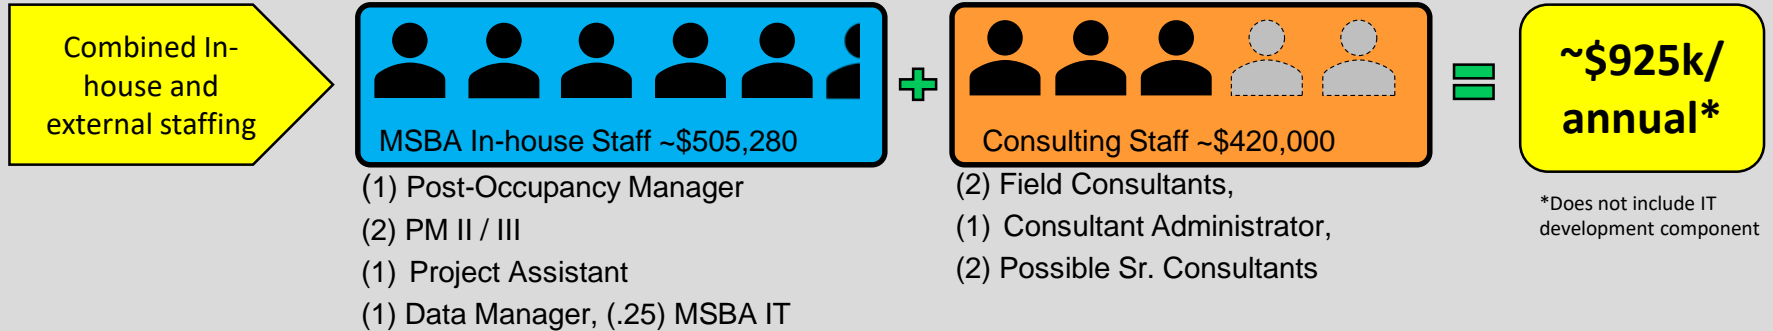 Combined In-
house and
external staffing
MSBA In-house Staff ~$505,280
(1) Post-Occupancy Manager
(2) PM II / III
(1) Project Assistant
(1) Data Manager, (.25) MSBA IT
Consulting Staff ~$420,000
(2) Field Consultants,
(1) Consultant Administrator,
(2) Possible Sr. Consultants
~$925k/
annual*
*Does not include IT
development component